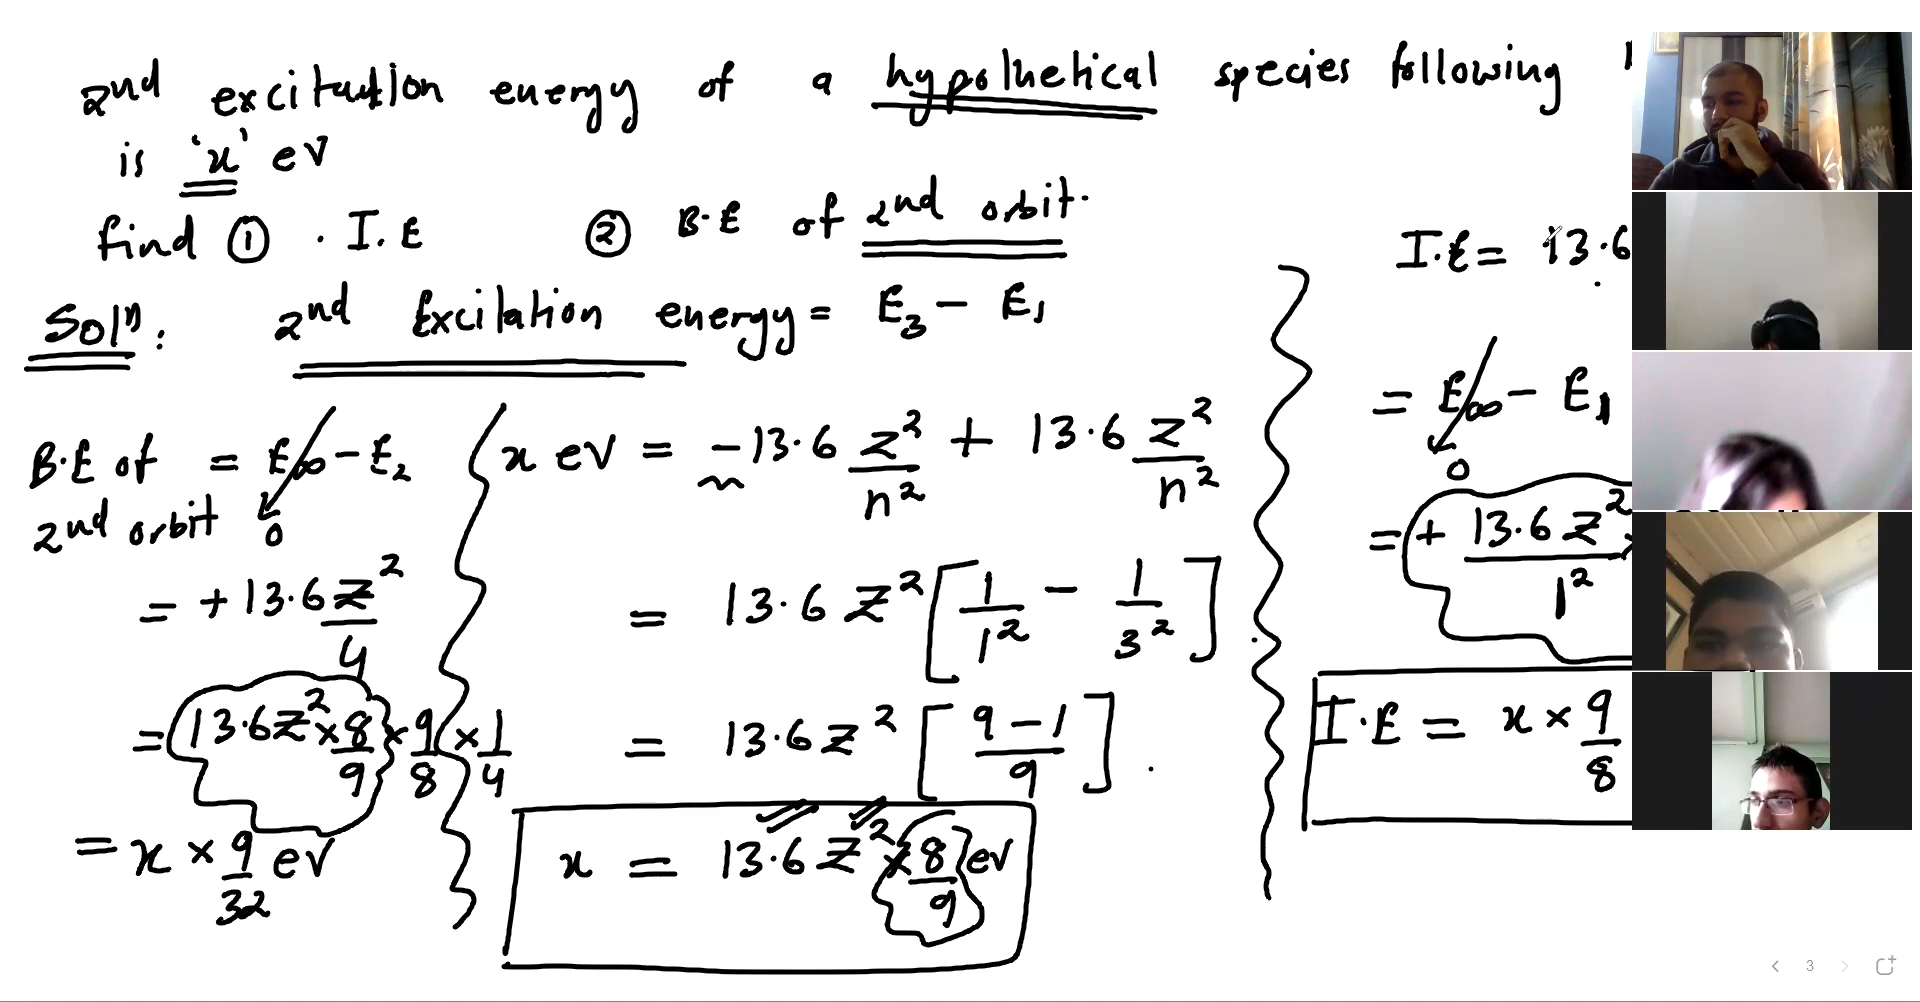 2nd excitation energy of a hypothetical species following
is 'x' eV
find ① . I.E ② B.E of 2nd orbit.
Solⁿ: 2nd Excitation energy = E₃ - E₁
B.E of 2nd orbit = E∞ - E₂
0
= + 13.6 Z² / 4
= 13.6 Z² × 8/9 × 9/8 × 1/4
= x × 9/32 eV
x eV = - 13.6 Z²/n² + 13.6 Z²/n²
= 13.6 Z² [1/1² - 1/3²]
= 13.6 Z² [(9 - 1)/9]
x = 13.6 Z² × 8/9 eV
I.E = 13.6
= E∞ - E₁
0
= + 13.6 Z² / 1²
I.E = x × 9/8
3